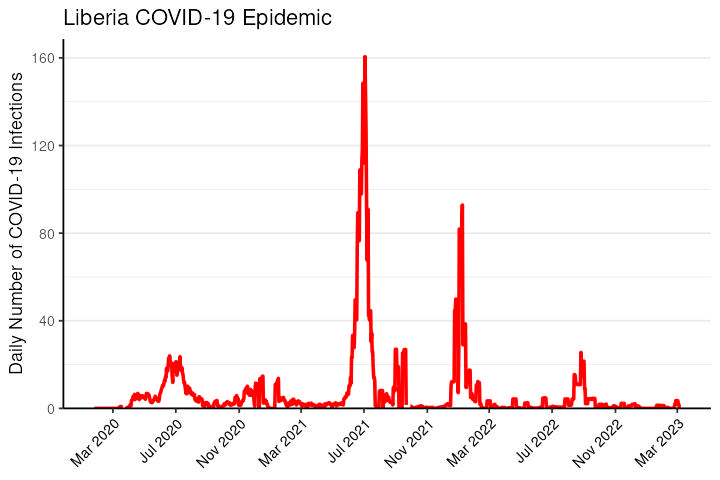 Liberia COVID-19 Epidemic
Daily Number of COVID-19 Infections
160
120
80
40
0
Mar 2020
Jul 2020
Nov 2020
Mar 2021
Jul 2021
Nov 2021
Mar 2022
Jul 2022
Nov 2022
Mar 2023